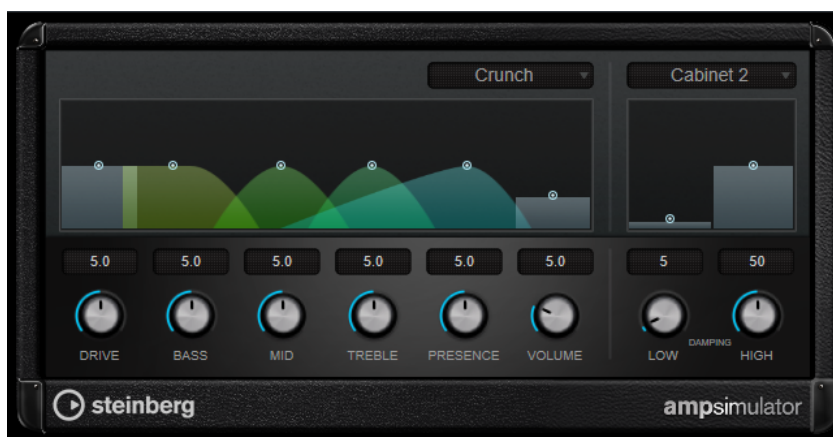 Crunch Cabinet 2
5.0 5.0 5.0 5.0 5.0 5.0 5 50
DRIVE BASS MID TREBLE PRESENCE VOLUME LOW DAMPING HIGH
steinberg ampsimulator